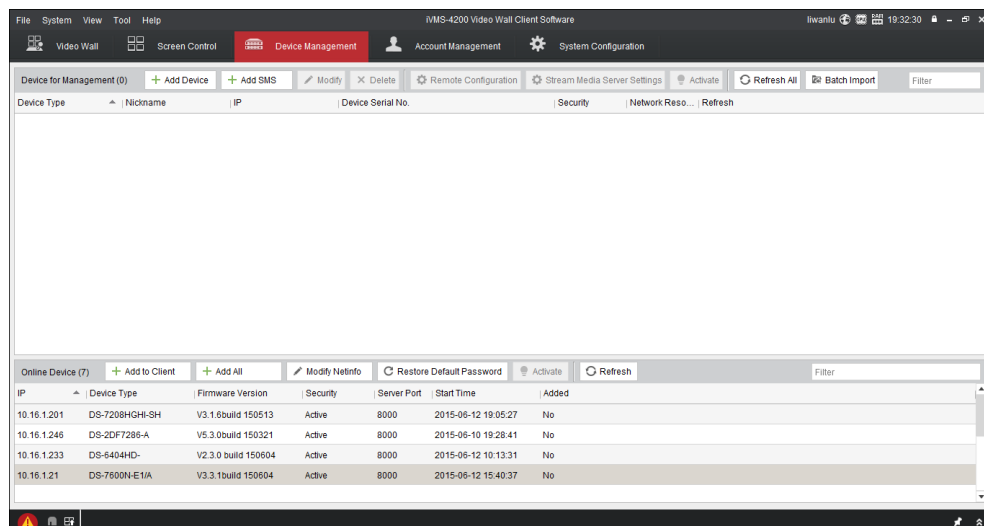 File System View Tool Help iVMS-4200 Video Wall Client Software liwanlu 19:32:30
Video Wall Screen Control Device Management Account Management System Configuration
Device for Management (0) Add Device Add SMS Modify Delete Remote Configuration Stream Media Server Settings Activate Refresh All Batch Import Filter
Device Type Nickname IP Device Serial No. Security Network Reso... Refresh
Online Device (7) Add to Client Add All Modify Netinfo Restore Default Password Activate Refresh Filter
IP Device Type Firmware Version Security Server Port Start Time Added
10.16.1.201 DS-7208HGHI-SH V3.1.6build 150513 Active 8000 2015-06-12 19:05:27 No
10.16.1.246 DS-2DF7286-A V5.3.0build 150321 Active 8000 2015-06-10 19:28:41 No
10.16.1.233 DS-6404HD- V2.3.0 build 150604 Active 8000 2015-06-12 10:13:31 No
10.16.1.21 DS-7600N-E1/A V3.3.1build 150604 Active 8000 2015-06-12 15:40:37 No